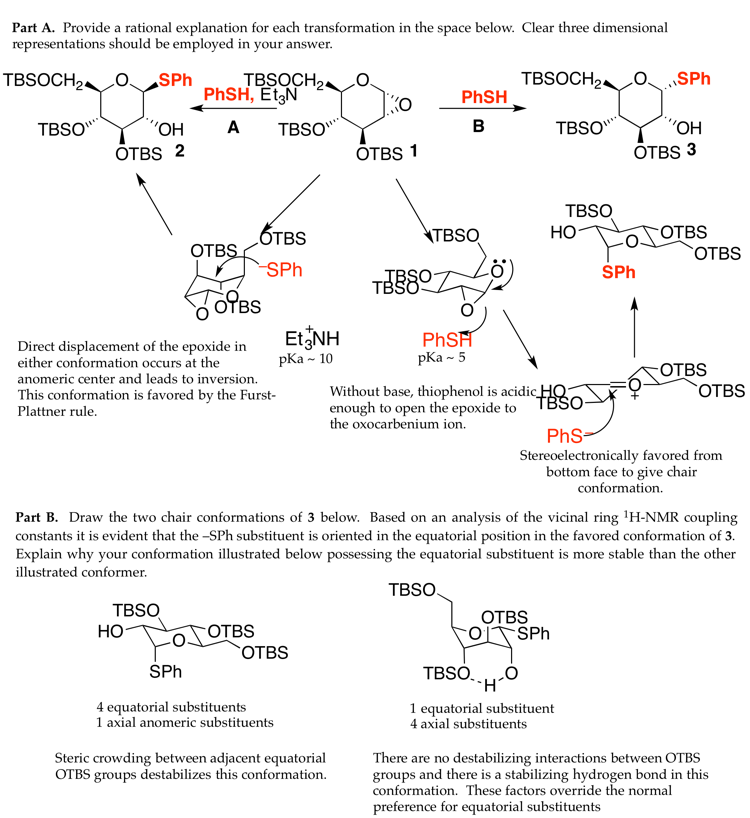 Part A. Provide a rational explanation for each transformation in the space below. Clear three dimensional
representations should be employed in your answer.
TBSOCH2 O SPh
TBSO OH
OTBS 2
PhSH, Et3N
A
TBSOCH2 O
O
TBSO
OTBS 1
PhSH
B
TBSOCH2 O SPh
TBSO OH
OTBS 3
OTBS OTBS
–SPh
O
O OTBS
Et3NH
+
pKa ~ 10
Direct displacement of the epoxide in
either conformation occurs at the
anomeric center and leads to inversion.
This conformation is favored by the Furst-
Plattner rule.
TBSO
TBSO O
TBSO
O
PhSH
pKa ~ 5
Without base, thiophenol is acidic
enough to open the epoxide to
the oxocarbenium ion.
TBSO
HO OTBS
O OTBS
SPh
HO OTBS
TBSO O OTBS
+
PhS–
Stereoelectronically favored from
bottom face to give chair
conformation.
Part B. Draw the two chair conformations of 3 below. Based on an analysis of the vicinal ring 1H-NMR coupling
constants it is evident that the –SPh substituent is oriented in the equatorial position in the favored conformation of 3.
Explain why your conformation illustrated below possessing the equatorial substituent is more stable than the other
illustrated conformer.
TBSO
HO OTBS
O OTBS
SPh
4 equatorial substituents
1 axial anomeric substituents
Steric crowding between adjacent equatorial
OTBS groups destabilizes this conformation.
TBSO
OTBS
O SPh
TBSO O
H
1 equatorial substituent
4 axial substituents
There are no destabilizing interactions between OTBS
groups and there is a stabilizing hydrogen bond in this
conformation. These factors override the normal
preference for equatorial substituents